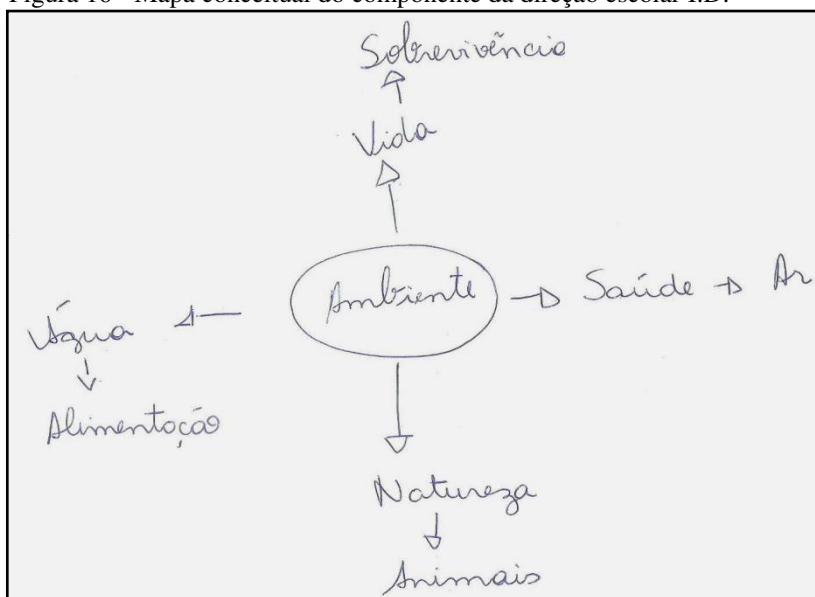 Figura 16 - Mapa conceitual do componente da direção escolar I.D.
Sobrevivência
Vida
Ambiente
Saúde
Ar
Água
Alimentação
Natureza
Animais